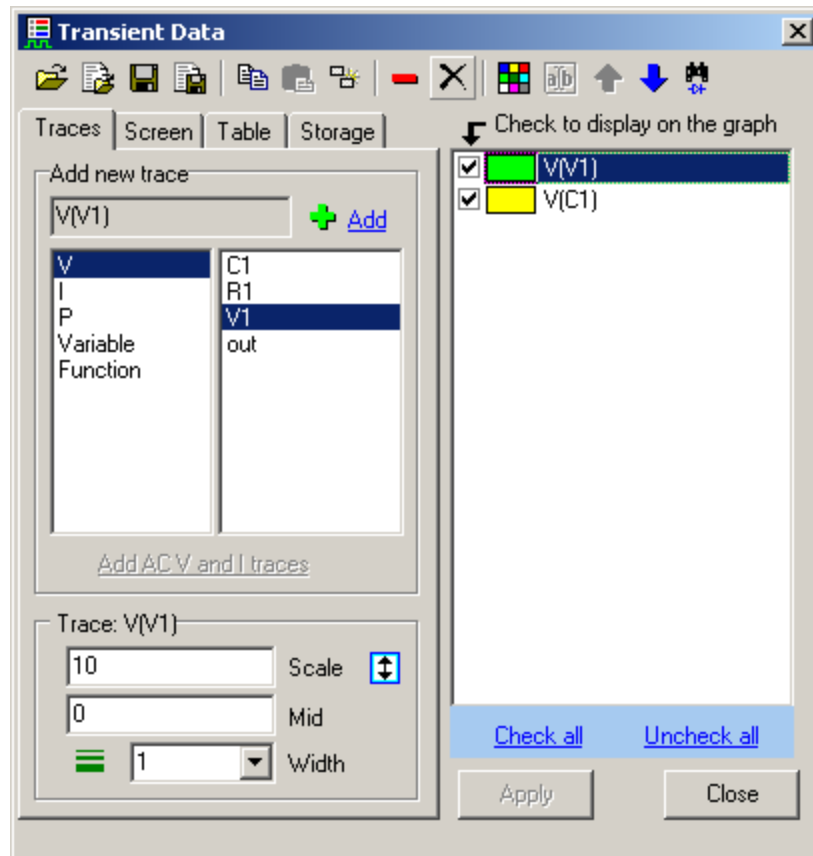 Transient Data
a b
Traces Screen Table Storage
Check to display on the graph
Add new trace
V(V1)
Add
V
I
P
Variable
Function
C1
R1
V1
out
Add AC V and I traces
V(V1)
V(C1)
Trace: V(V1)
10 Scale
0 Mid
1 Width
Check all Uncheck all
Apply Close